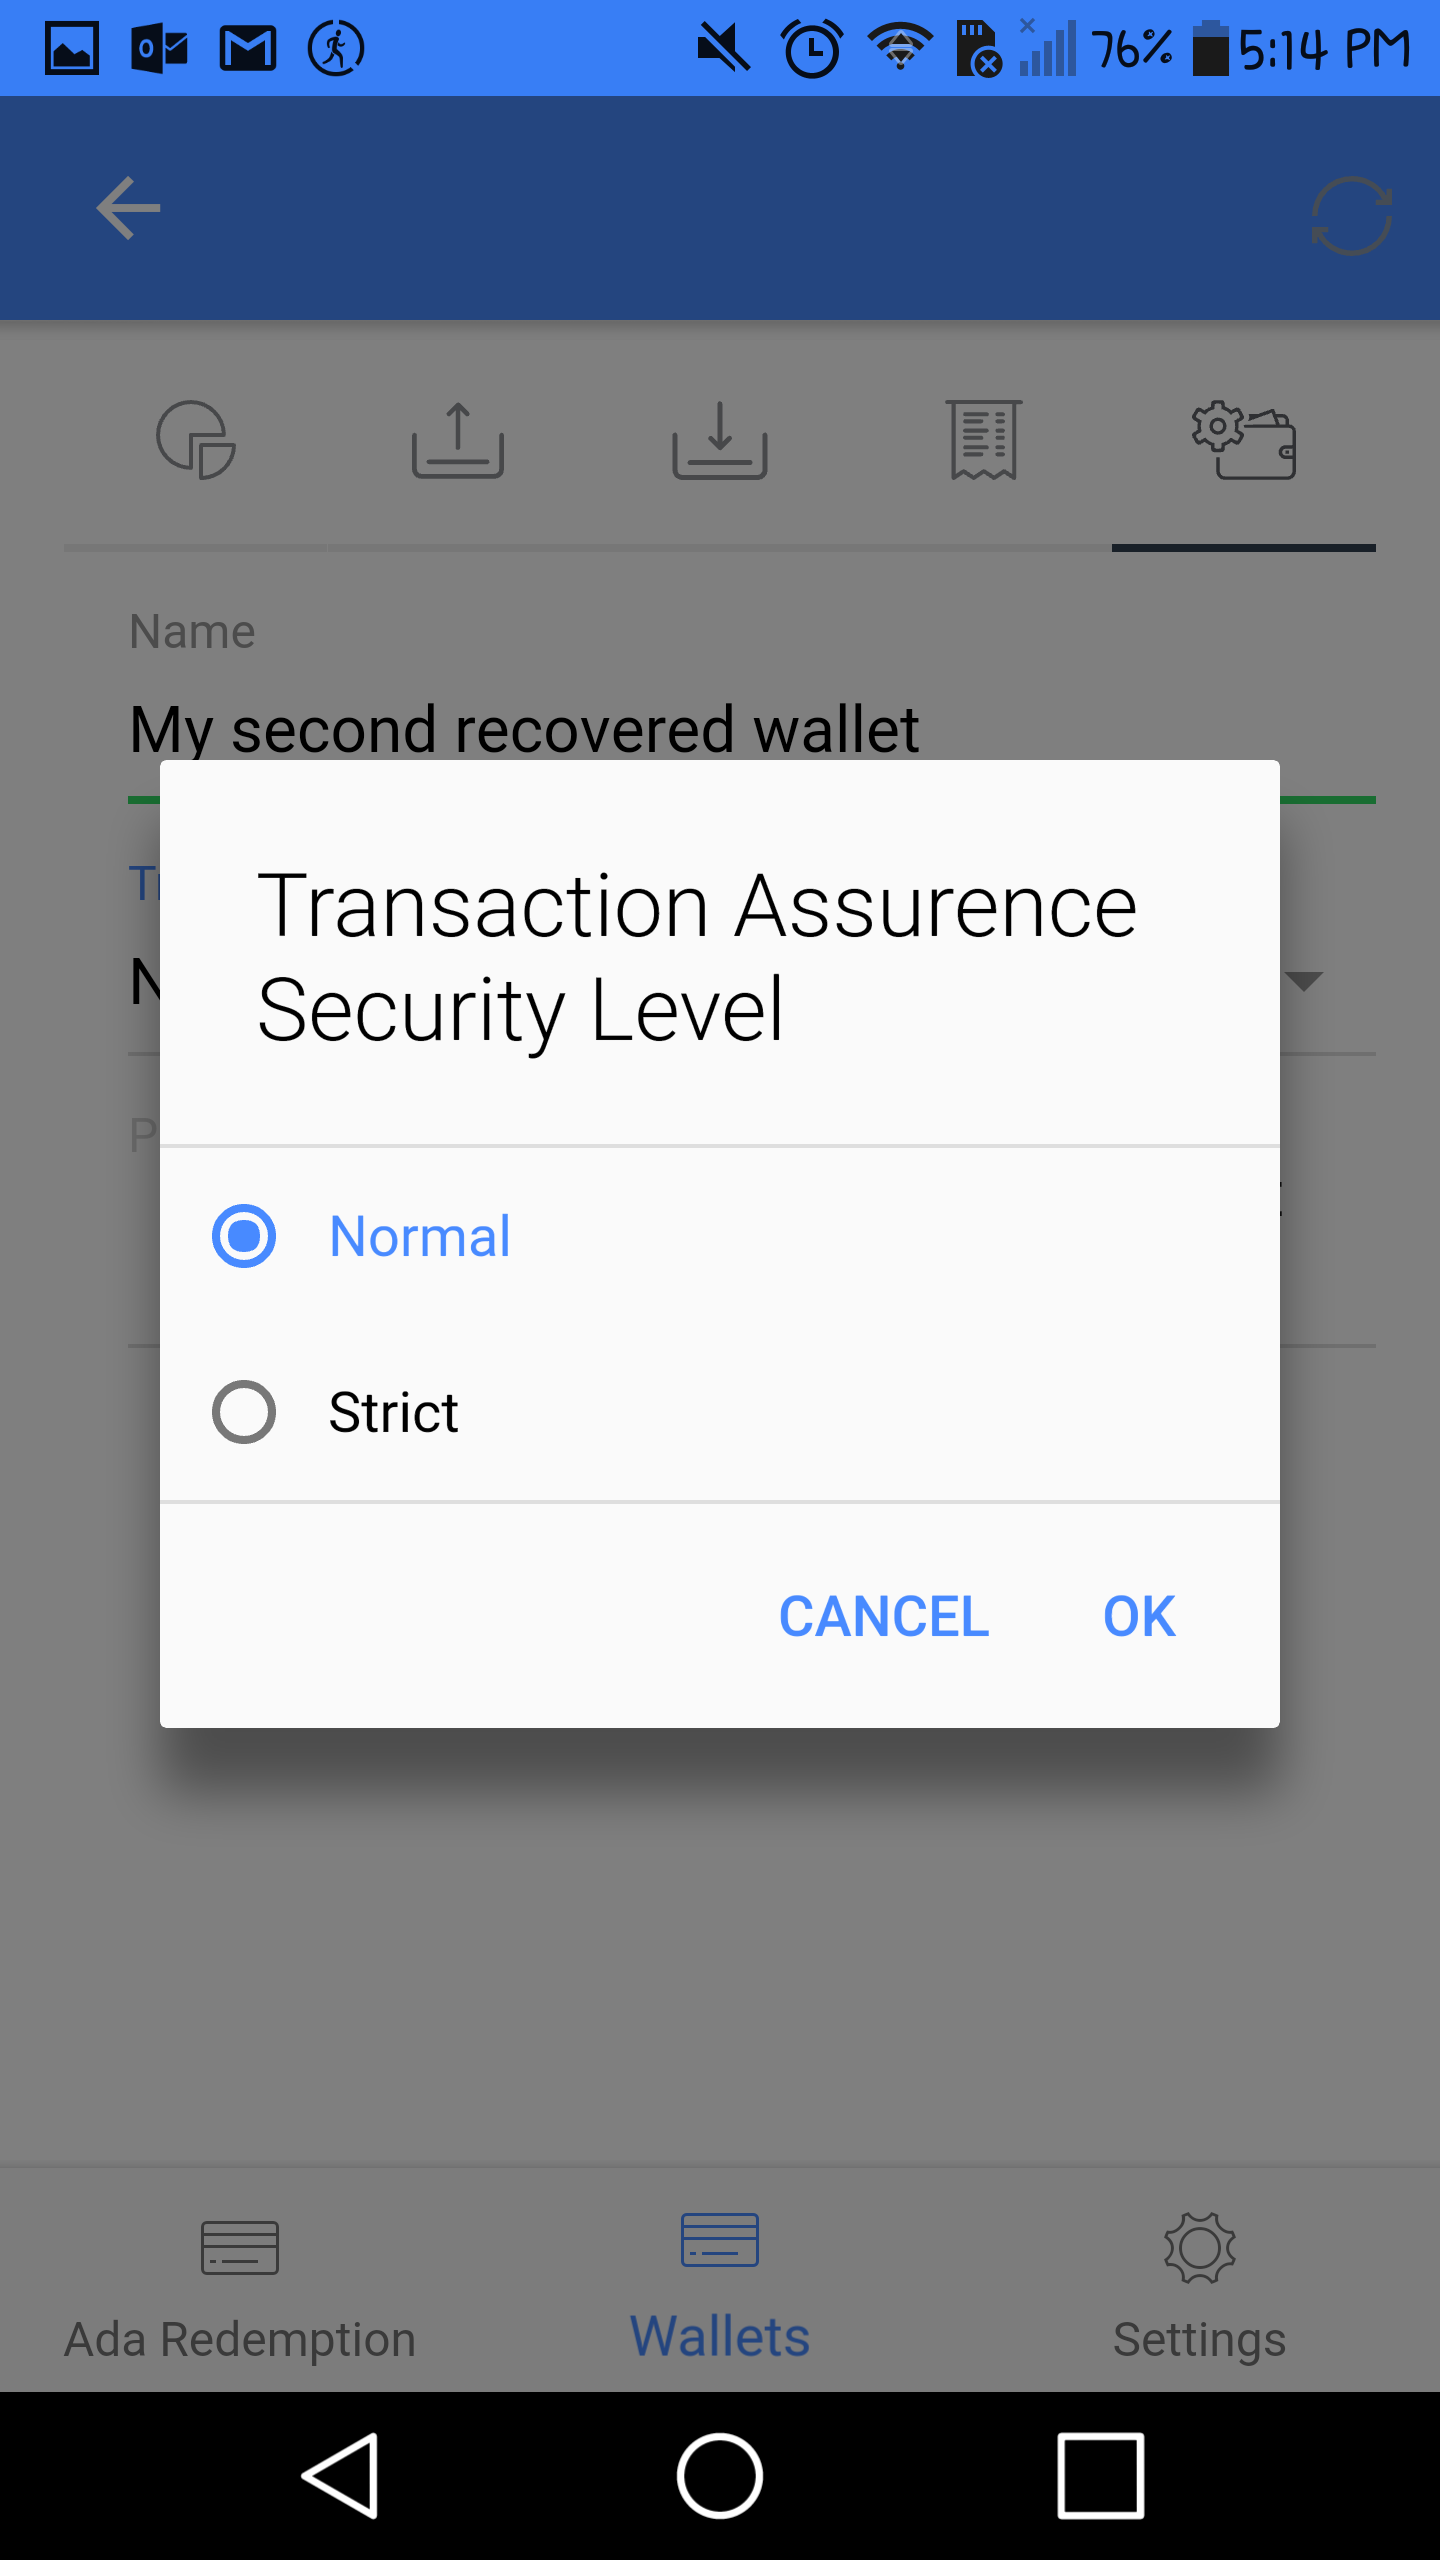 76% 5:14 PM
Name
My second recovered wallet
Transaction Assurence
Security Level
Normal
Strict
CANCEL OK
Ada Redemption Wallets Settings